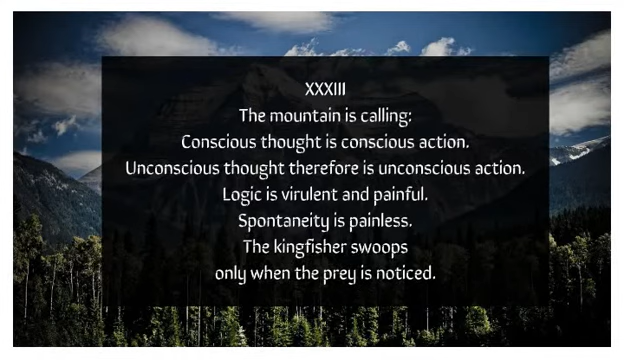 XXXIII
The mountain is calling:
Conscious thought is conscious action.
Unconscious thought therefore is unconscious action.
Logic is virulent and painful.
Spontaneity is painless.
The kingfisher swoops
only when the prey is noticed.